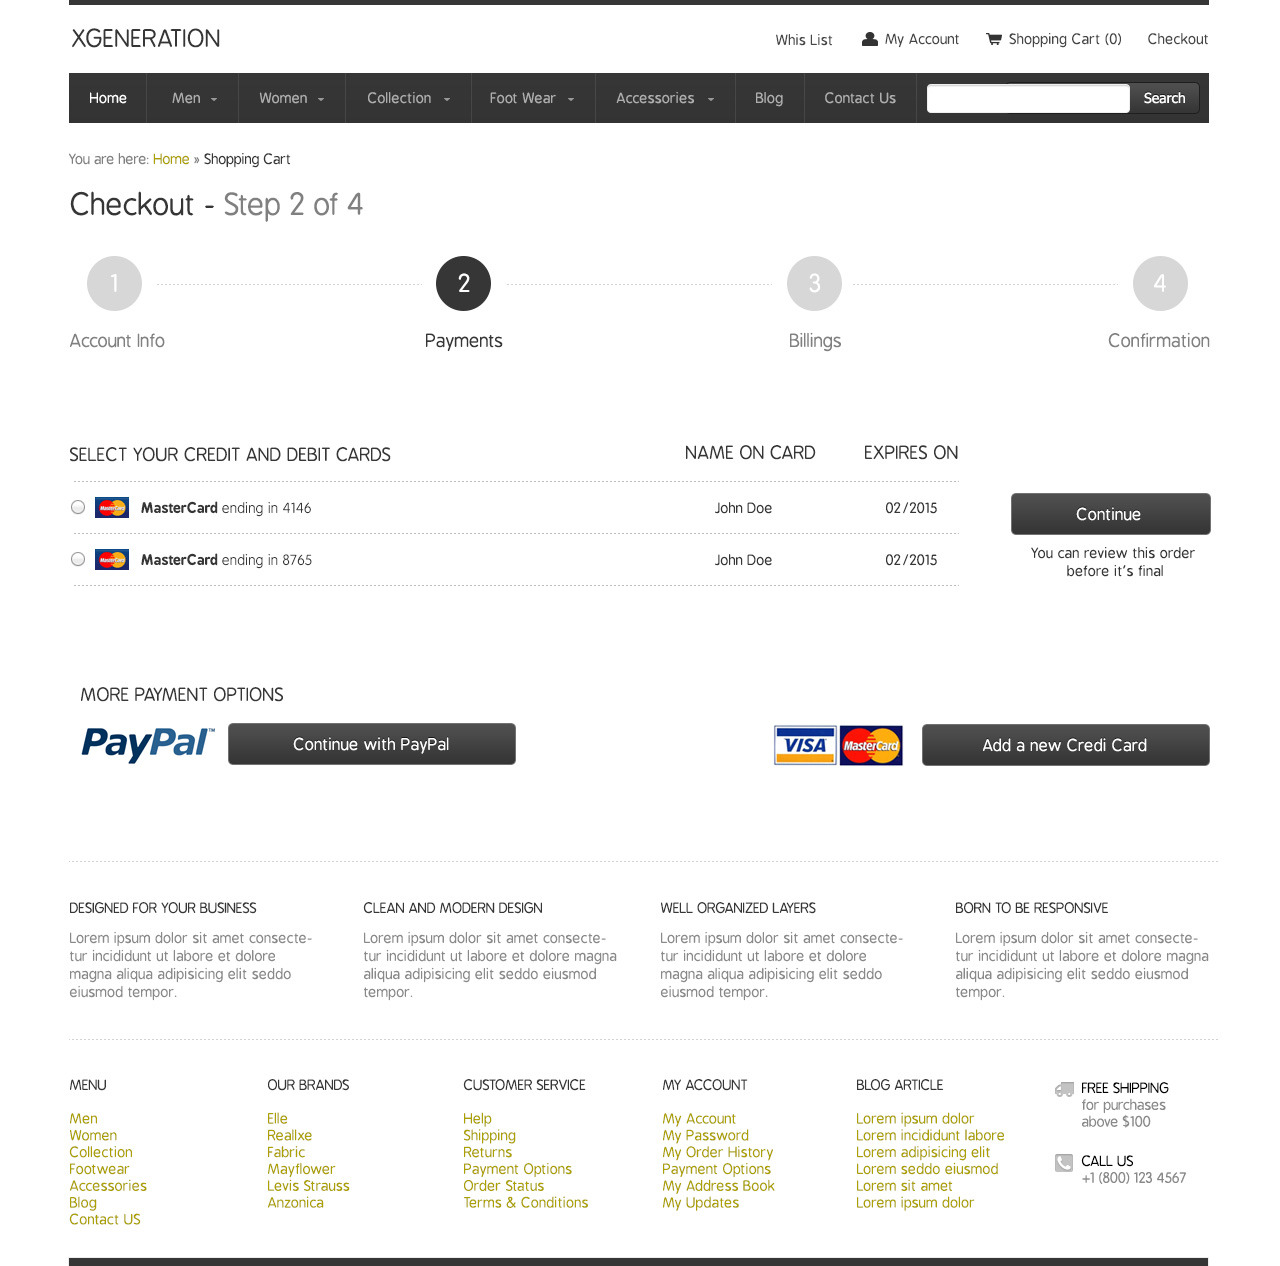 XGENERATION
Whis List My Account Shopping Cart (0) Checkout
Home Men Women Collection Foot Wear Accessories Blog Contact Us Search
You are here: Home » Shopping Cart
Checkout - Step 2 of 4
1 2 3 4
Account Info Payments Billings Confirmation
SELECT YOUR CREDIT AND DEBIT CARDS NAME ON CARD EXPIRES ON
MasterCard MasterCard ending in 4146 John Doe 02/2015
Continue
MasterCard MasterCard ending in 8765 John Doe 02/2015
You can review this order
before it's final
MORE PAYMENT OPTIONS
PayPal™ Continue with PayPal VISA MasterCard Add a new Credi Card
DESIGNED FOR YOUR BUSINESS
Lorem ipsum dolor sit amet consecte-
tur incididunt ut labore et dolore
magna aliqua adipisicing elit seddo
eiusmod tempor.
CLEAN AND MODERN DESIGN
Lorem ipsum dolor sit amet consecte-
tur incididunt ut labore et dolore magna
aliqua adipisicing elit seddo eiusmod
tempor.
WELL ORGANIZED LAYERS
Lorem ipsum dolor sit amet consecte-
tur incididunt ut labore et dolore
magna aliqua adipisicing elit seddo
eiusmod tempor.
BORN TO BE RESPONSIVE
Lorem ipsum dolor sit amet consecte-
tur incididunt ut labore et dolore magna
aliqua adipisicing elit seddo eiusmod
tempor.
MENU
Men
Women
Collection
Footwear
Accessories
Blog
Contact US
OUR BRANDS
Elle
Reallxe
Fabric
Mayflower
Levis Strauss
Anzonica
CUSTOMER SERVICE
Help
Shipping
Returns
Payment Options
Order Status
Terms & Conditions
MY ACCOUNT
My Account
My Password
My Order History
Payment Options
My Address Book
My Updates
BLOG ARTICLE
Lorem ipsum dolor
Lorem incididunt labore
Lorem adipisicing elit
Lorem seddo eiusmod
Lorem sit amet
Lorem ipsum dolor
FREE SHIPPING
for purchases
above $100
CALL US
+1 (800) 123 4567